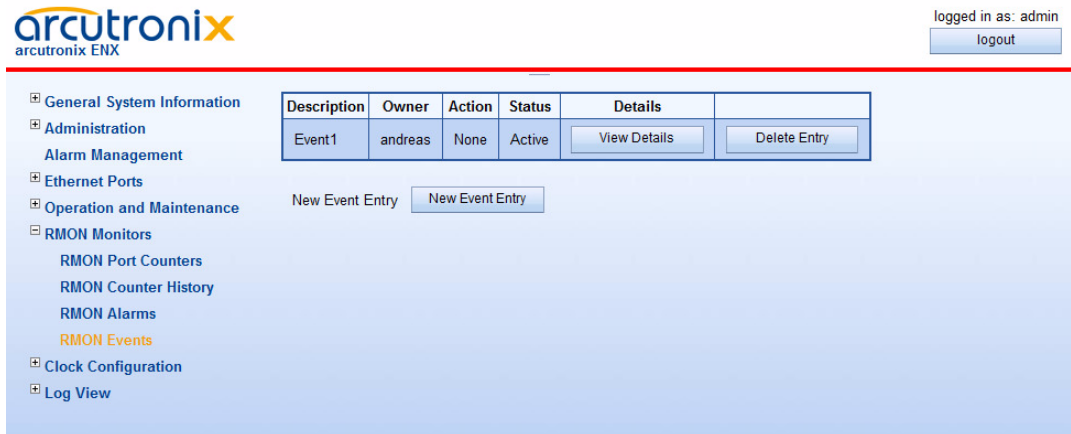 arcutronix
arcutronix ENX
logged in as: admin
logout
General System Information
Administration
Alarm Management
Ethernet Ports
Operation and Maintenance
RMON Monitors
RMON Port Counters
RMON Counter History
RMON Alarms
RMON Events
Clock Configuration
Log View
Description Owner Action Status Details
Event1 andreas None Active View Details Delete Entry
New Event Entry New Event Entry